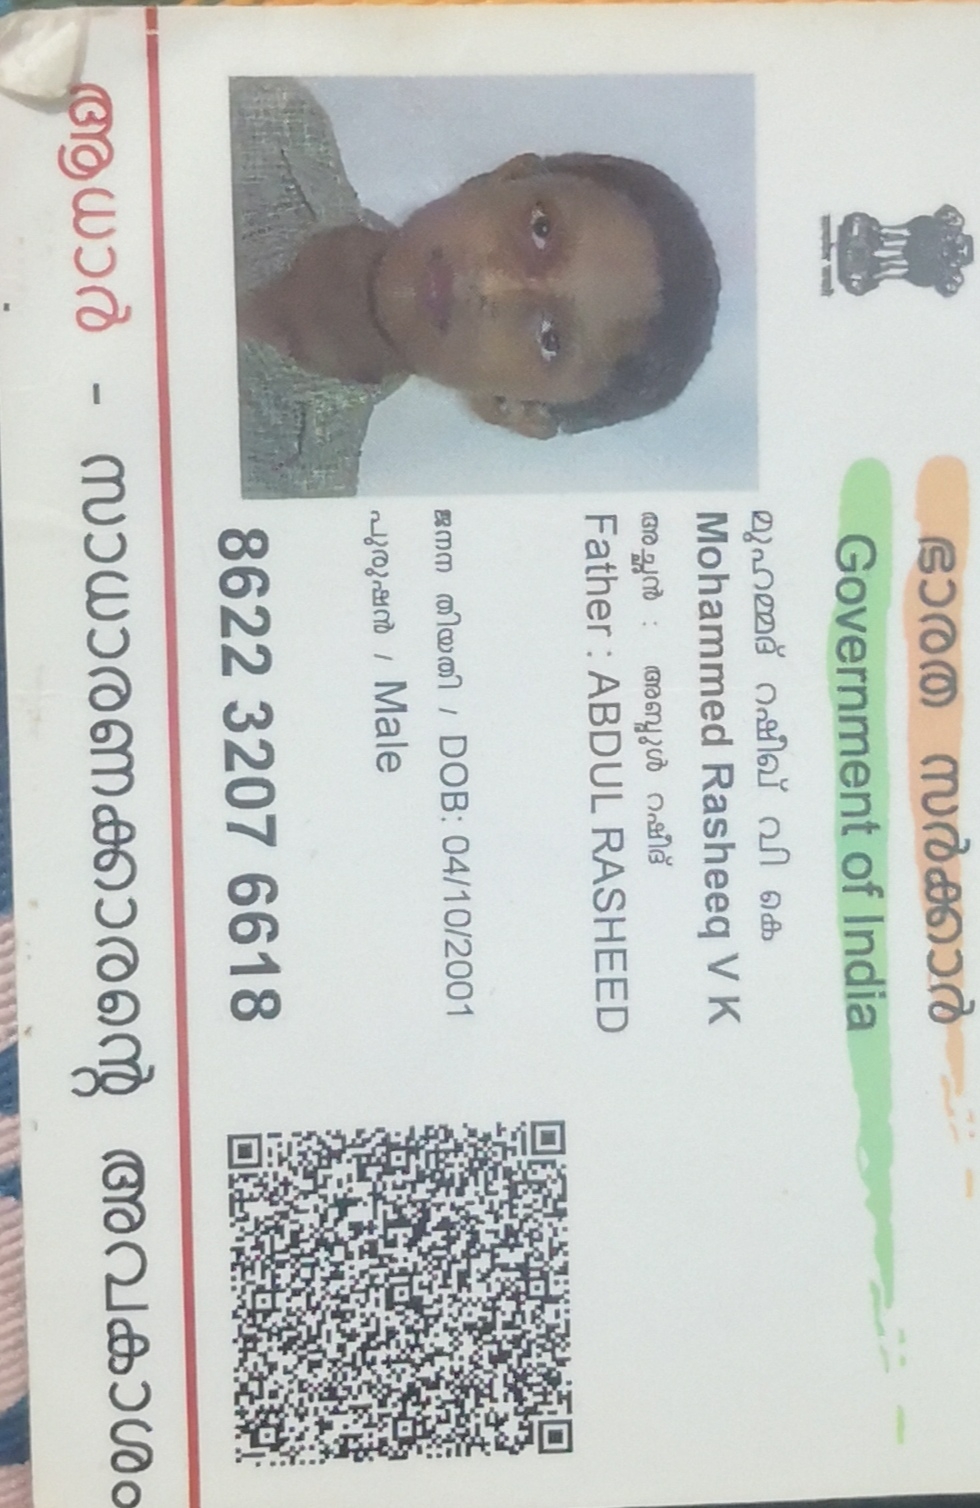 ഭാരത സർക്കാർ
Government of India
മുഹമ്മദ് റഷീഖ് വി കെ
Mohammed Rasheeq V K
അച്ഛൻ : അബ്ദുൾ റഷീദ്
Father : ABDUL RASHEED
ജനന തിയതി / DOB: 04/10/2001
പുരുഷൻ / Male
8622 3207 6618
ആധാർ - സാധാരണക്കാരന്റെ അവകാശം